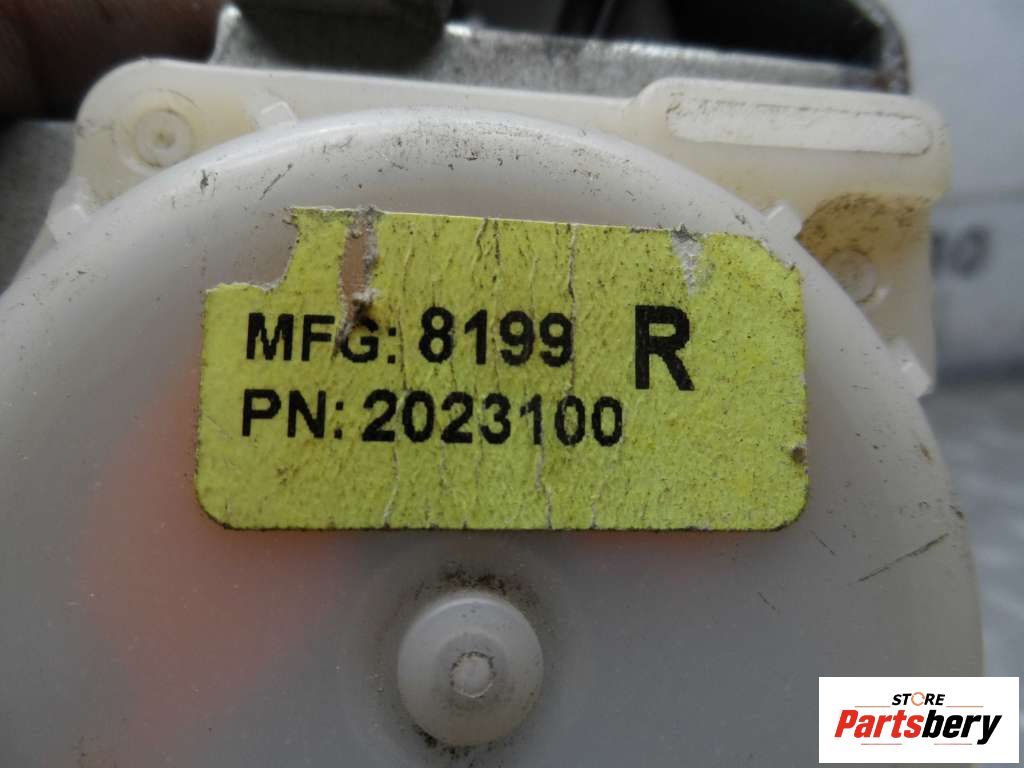 MFG: 8199 R
PN: 2023100
STORE
Partsbery